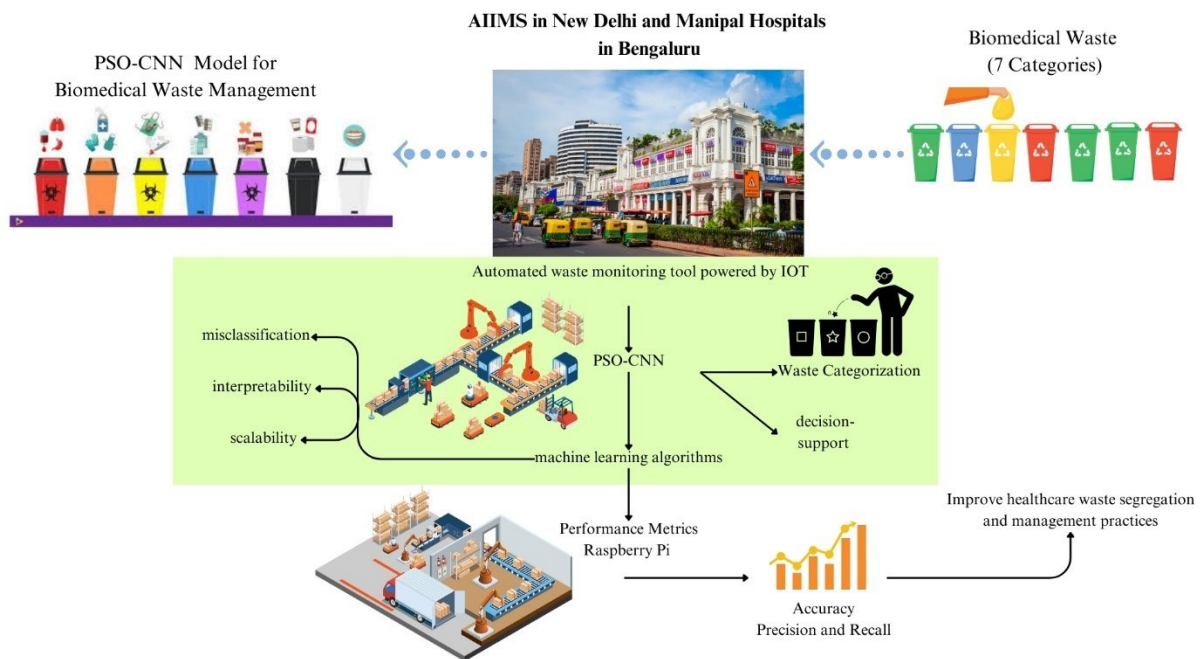 AIIMS in New Delhi and Manipal Hospitals
in Bengaluru
PSO-CNN Model for
Biomedical Waste Management
Biomedical Waste
(7 Categories)
Automated waste monitoring tool powered by IOT
misclassification
interpretability
scalability
PSO-CNN
machine learning algorithms
Waste Categorization
decision-
support
Performance Metrics
Raspberry Pi
Accuracy
Precision and Recall
Improve healthcare waste segregation
and management practices